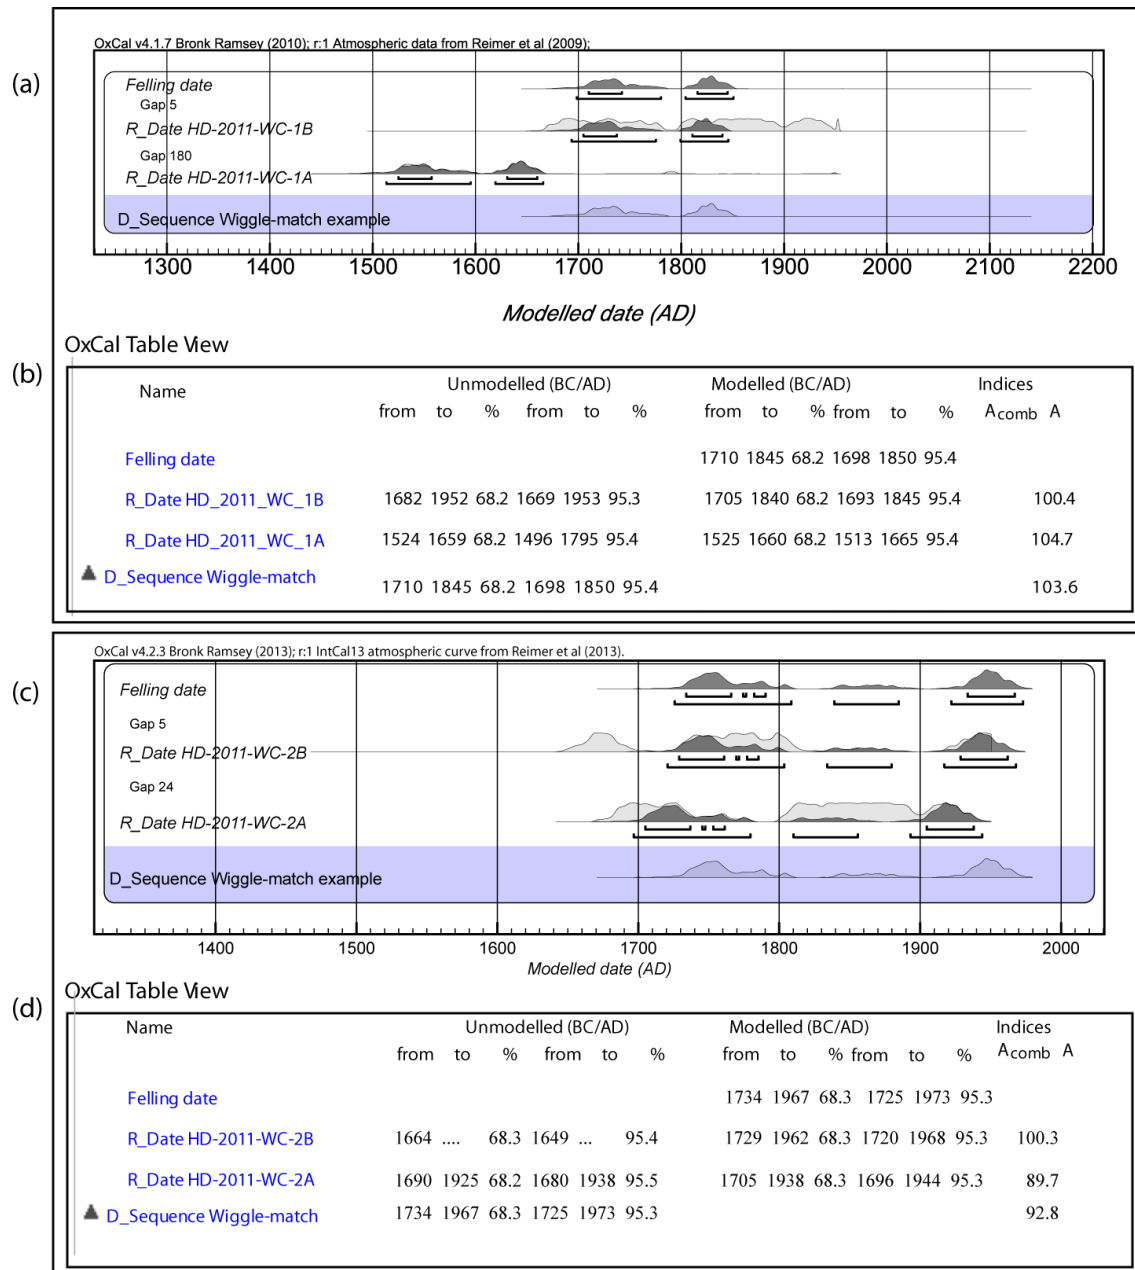 (a)
OxCal v4.1.7 Bronk Ramsey (2010); r:1 Atmospheric data from Reimer et al (2009);
Felling date
Gap 5
R_Date HD-2011-WC-1B
Gap 180
R_Date HD-2011-WC-1A
D_Sequence Wiggle-match example
1300 1400 1500 1600 1700 1800 1900 2000 2100 2200
Modelled date (AD)
OxCal Table View
(b)
Name Unmodelled (BC/AD) Modelled (BC/AD) Indices
from to % from to % from to % from to % Acomb A
Felling date 1710 1845 68.2 1698 1850 95.4
R_Date HD_2011_WC_1B 1682 1952 68.2 1669 1953 95.3 1705 1840 68.2 1693 1845 95.4 100.4
R_Date HD_2011_WC_1A 1524 1659 68.2 1496 1795 95.4 1525 1660 68.2 1513 1665 95.4 104.7
D_Sequence Wiggle-match 1710 1845 68.2 1698 1850 95.4 103.6
(c)
OxCal v4.2.3 Bronk Ramsey (2013); r:1 IntCal13 atmospheric curve from Reimer et al (2013).
Felling date
Gap 5
R_Date HD-2011-WC-2B
Gap 24
R_Date HD-2011-WC-2A
D_Sequence Wiggle-match example
1400 1500 1600 1700 1800 1900 2000
Modelled date (AD)
OxCal Table View
(d)
Name Unmodelled (BC/AD) Modelled (BC/AD) Indices
from to % from to % from to % from to % Acomb A
Felling date 1734 1967 68.3 1725 1973 95.3
R_Date HD-2011-WC-2B 1664 .... 68.3 1649 ... 95.4 1729 1962 68.3 1720 1968 95.3 100.3
R_Date HD-2011-WC-2A 1690 1925 68.2 1680 1938 95.5 1705 1938 68.3 1696 1944 95.3 89.7
D_Sequence Wiggle-match 1734 1967 68.3 1725 1973 95.3 92.8